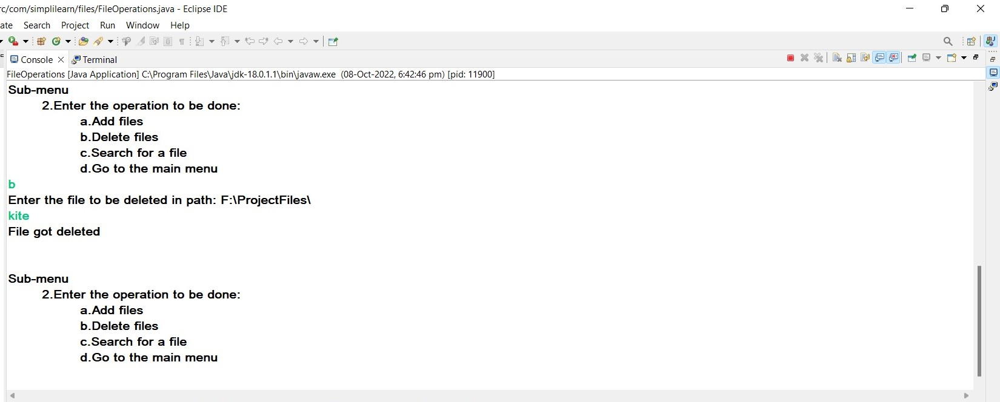 rc/com/simplilearn/files/FileOperations.java - Eclipse IDE
ate Search Project Run Window Help
Console Terminal
FileOperations [Java Application] C:\Program Files\Java\jdk-18.0.1.1\bin\javaw.exe (08-Oct-2022, 6:42:46 pm) [pid: 11900]
Sub-menu
2.Enter the operation to be done:
a.Add files
b.Delete files
c.Search for a file
d.Go to the main menu
b
Enter the file to be deleted in path: F:\ProjectFiles\
kite
File got deleted
Sub-menu
2.Enter the operation to be done:
a.Add files
b.Delete files
c.Search for a file
d.Go to the main menu